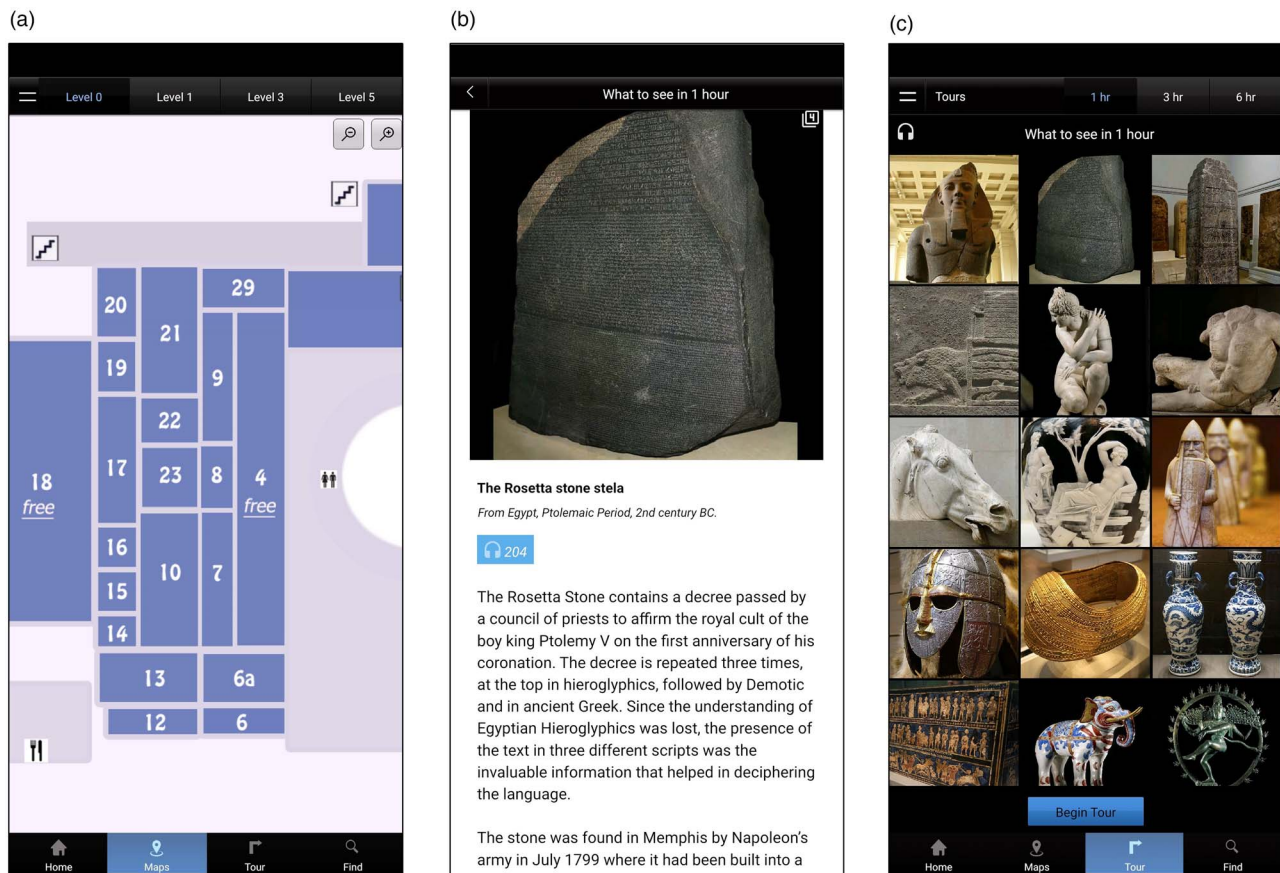 (a)
Level 0
Level 1
Level 3
Level 5
20
21
29
19
9
22
17
23
8
4
free
18
free
16
10
7
15
14
13
6a
12
6
Home
Maps
Tour
Find
(b)
What to see in 1 hour
4
The Rosetta stone stela
From Egypt, Ptolemaic Period, 2nd century BC.
204
The Rosetta Stone contains a decree passed by
a council of priests to affirm the royal cult of the
boy king Ptolemy V on the first anniversary of his
coronation. The decree is repeated three times,
at the top in hieroglyphics, followed by Demotic
and in ancient Greek. Since the understanding of
Egyptian Hieroglyphics was lost, the presence of
the text in three different scripts was the
invaluable information that helped in deciphering
the language.
The stone was found in Memphis by Napoleon's
army in July 1799 where it had been built into a
(c)
Tours
1 hr
3 hr
6 hr
What to see in 1 hour
Begin Tour
Home
Maps
Tour
Find